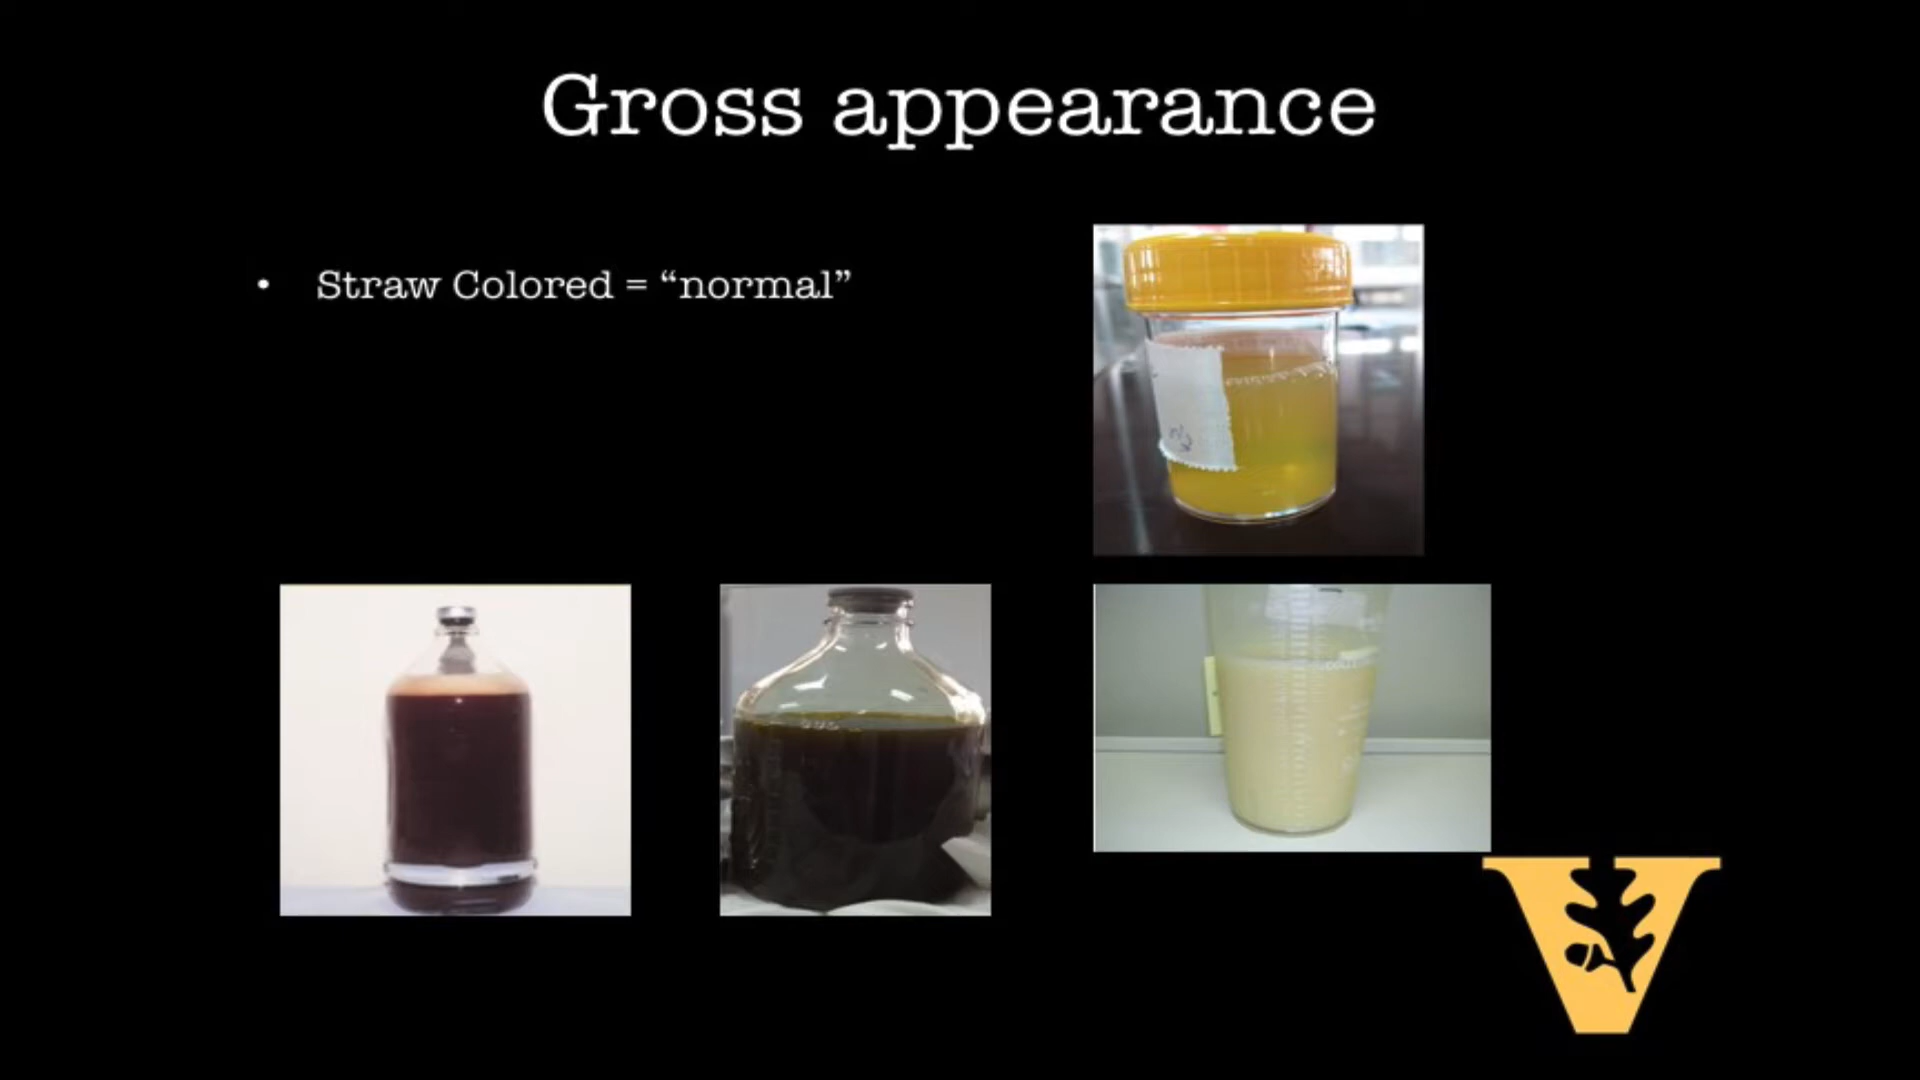 Gross appearance
• Straw Colored = “normal”